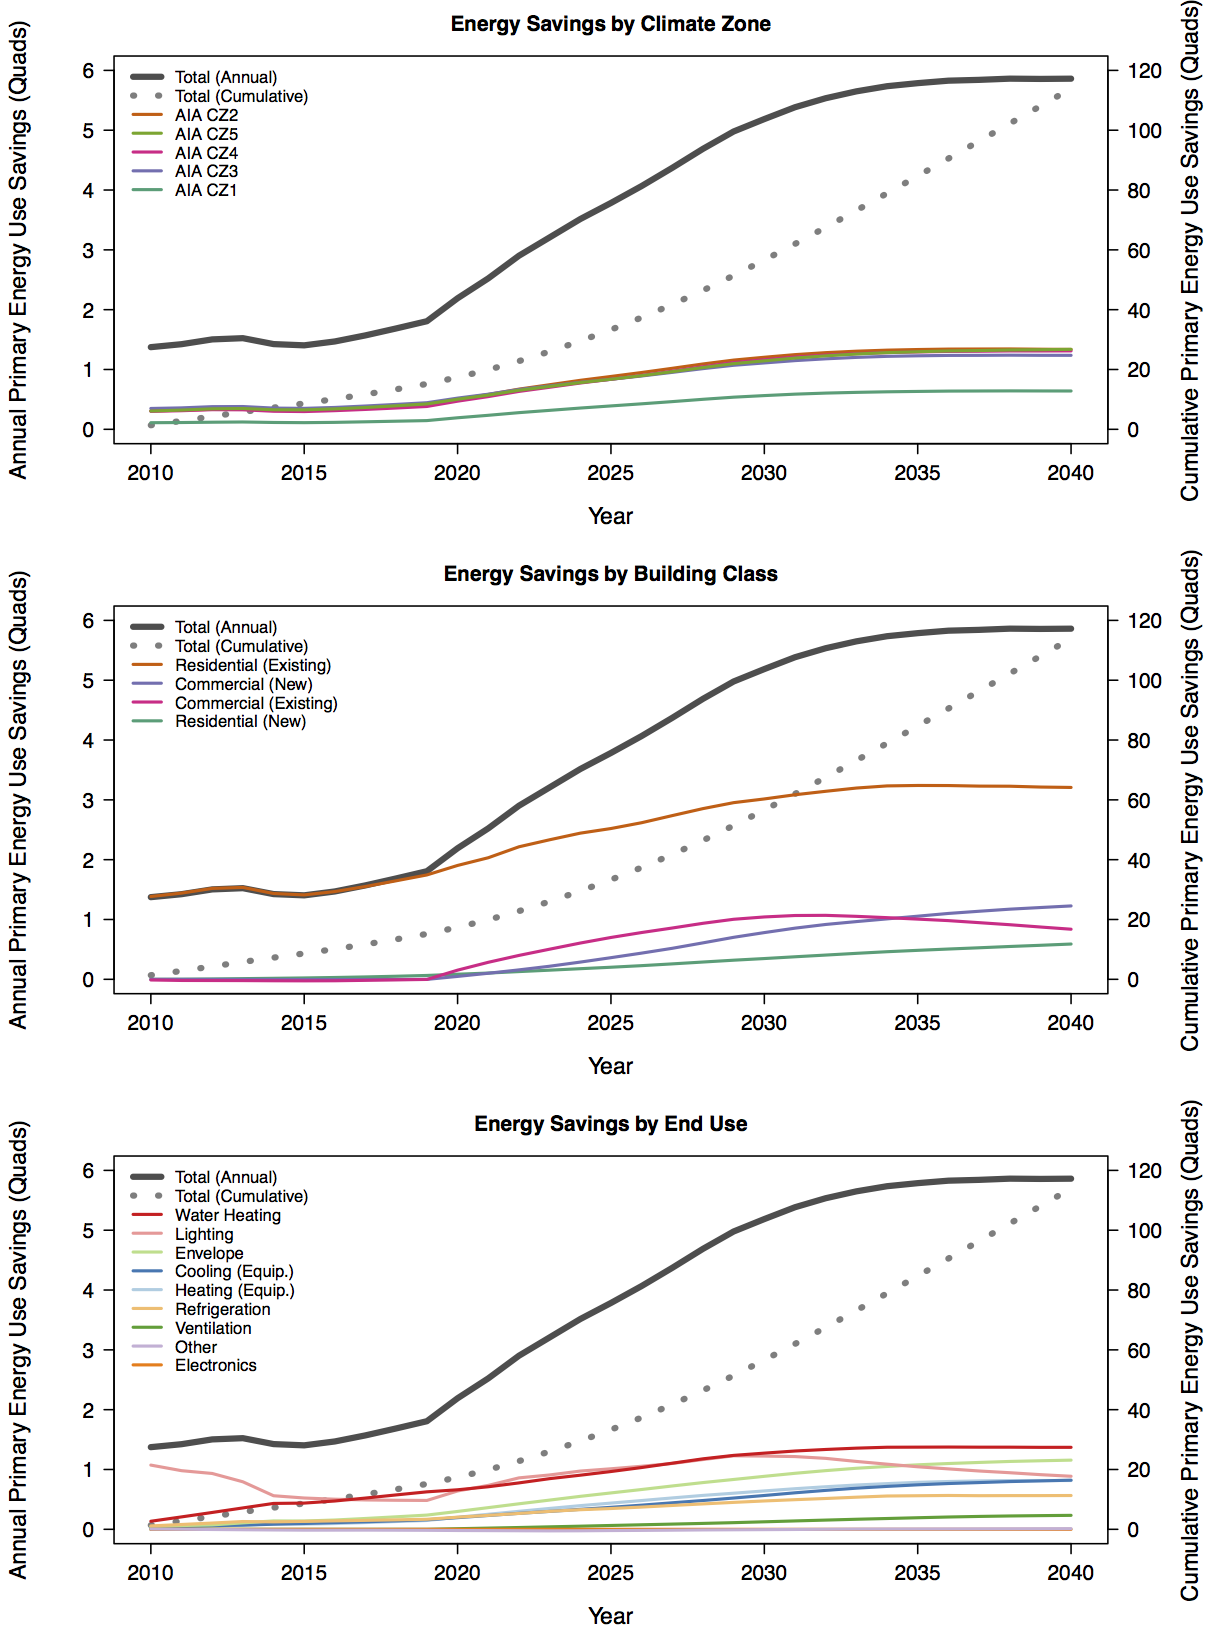 Energy Savings by Climate Zone
Annual Primary Energy Use Savings (Quads)
Cumulative Primary Energy Use Savings (Quads)
6
5
4
3
2
1
0
120
100
80
60
40
20
0
Total (Annual)
Total (Cumulative)
AIA CZ2
AIA CZ5
AIA CZ4
AIA CZ3
AIA CZ1
2010 2015 2020 2025 2030 2035 2040
Year
Energy Savings by Building Class
Annual Primary Energy Use Savings (Quads)
Cumulative Primary Energy Use Savings (Quads)
6
5
4
3
2
1
0
120
100
80
60
40
20
0
Total (Annual)
Total (Cumulative)
Residential (Existing)
Commercial (New)
Commercial (Existing)
Residential (New)
2010 2015 2020 2025 2030 2035 2040
Year
Energy Savings by End Use
Annual Primary Energy Use Savings (Quads)
Cumulative Primary Energy Use Savings (Quads)
6
5
4
3
2
1
0
120
100
80
60
40
20
0
Total (Annual)
Total (Cumulative)
Water Heating
Lighting
Envelope
Cooling (Equip.)
Heating (Equip.)
Refrigeration
Ventilation
Other
Electronics
2010 2015 2020 2025 2030 2035 2040
Year